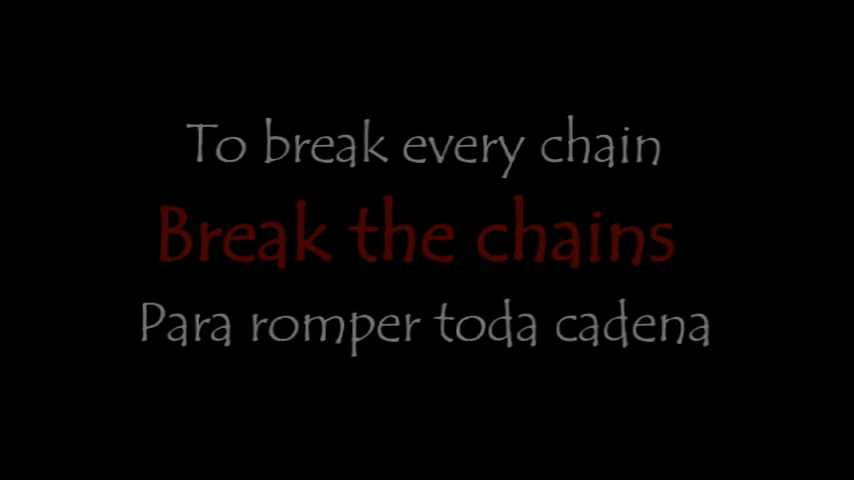 To break every chain
Break the chains
Para romper toda cadena